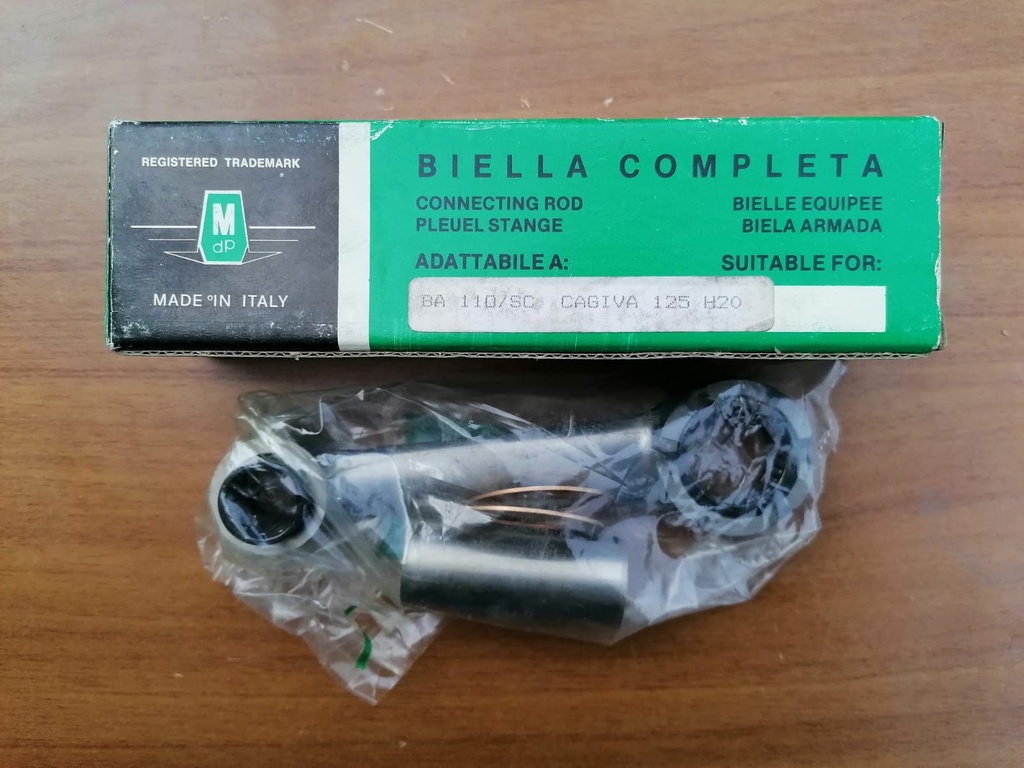 REGISTERED TRADEMARK
M
dp
MADE IN ITALY
BIELLA COMPLETA
CONNECTING ROD
BIELLE EQUIPEE
PLEUEL STANGE
BIELA ARMADA
ADATTABILE A:
SUITABLE FOR:
BA 110/SC CAGIVA 125 H2O